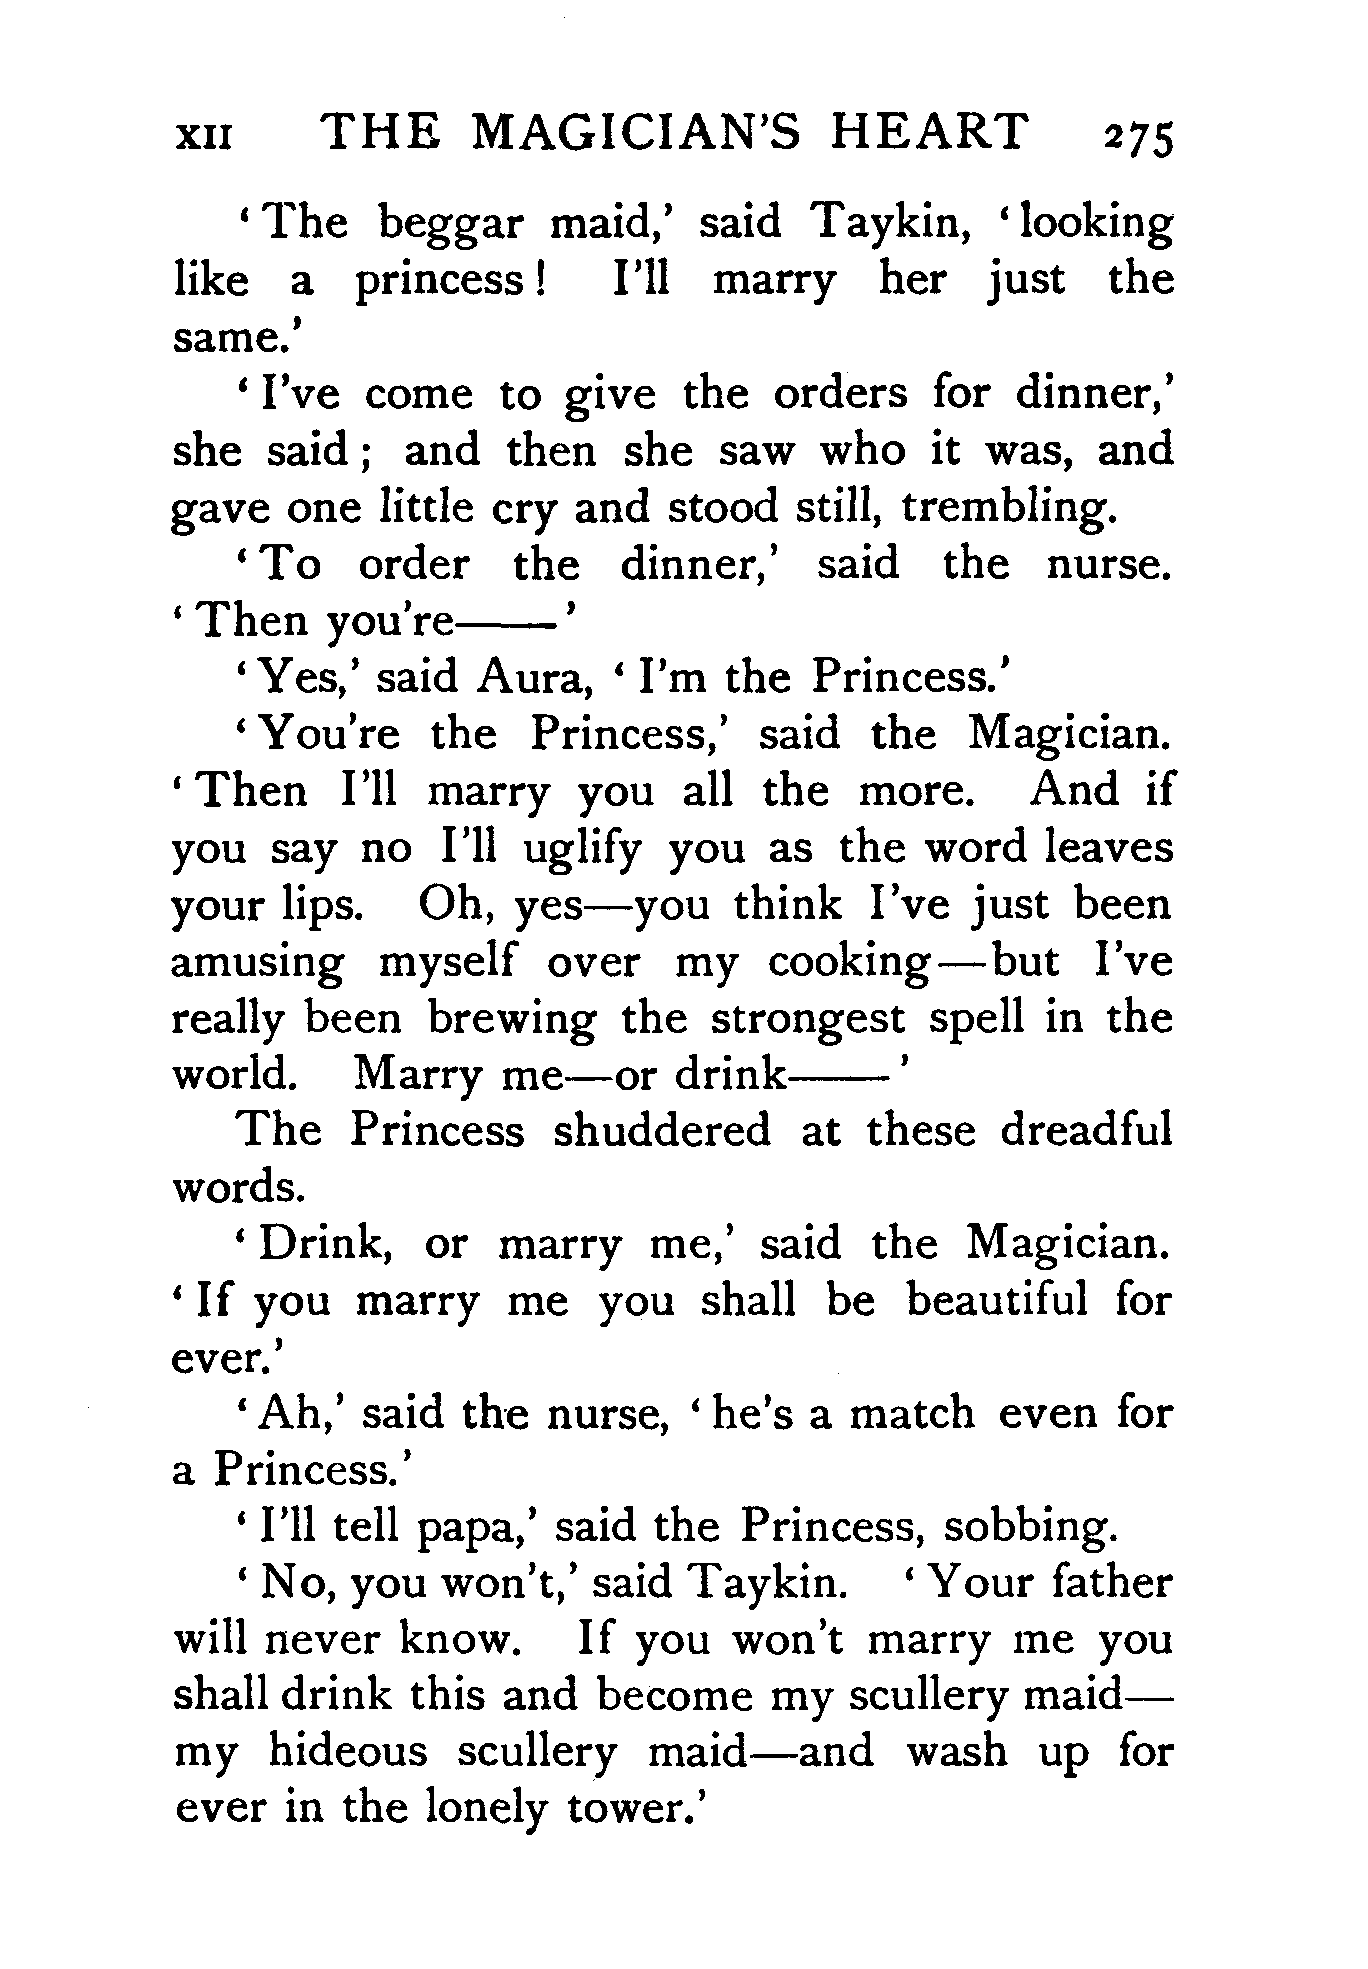 XII THE MAGICIAN'S HEART 275
‘The beggar maid,’ said Taykin, ‘looking
like a princess! I'll marry her just the
same.’
‘I've come to give the orders for dinner,’
she said; and then she saw who it was, and
gave one little cry and stood still, trembling.
‘To order the dinner,’ said the nurse.
‘Then you're——’
‘Yes,’ said Aura, ‘I'm the Princess.’
‘You're the Princess,’ said the Magician.
‘Then I'll marry you all the more. And if
you say no I'll uglify you as the word leaves
your lips. Oh, yes—you think I've just been
amusing myself over my cooking—but I've
really been brewing the strongest spell in the
world. Marry me—or drink——’
The Princess shuddered at these dreadful
words.
‘Drink, or marry me,’ said the Magician.
‘If you marry me you shall be beautiful for
ever.’
‘Ah,’ said the nurse, ‘he's a match even for
a Princess.’
‘I'll tell papa,’ said the Princess, sobbing.
‘No, you won't,’ said Taykin. ‘Your father
will never know. If you won't marry me you
shall drink this and become my scullery maid—
my hideous scullery maid—and wash up for
ever in the lonely tower.’